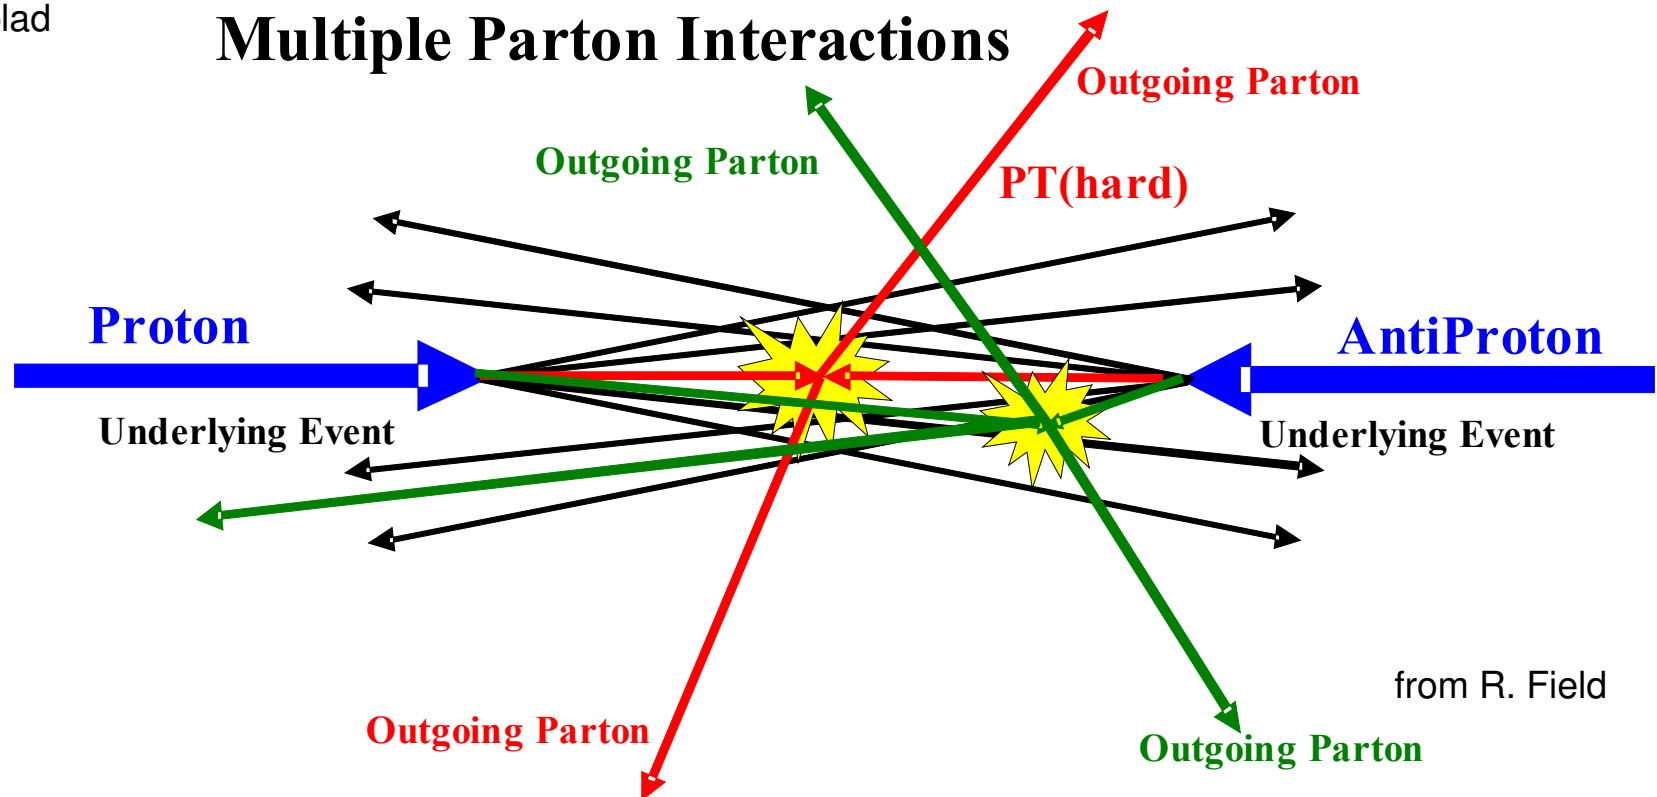 Multiple Parton Interactions
Outgoing Parton
Outgoing Parton
PT(hard)
Proton
AntiProton
Underlying Event
Underlying Event
from R. Field
Outgoing Parton
Outgoing Parton